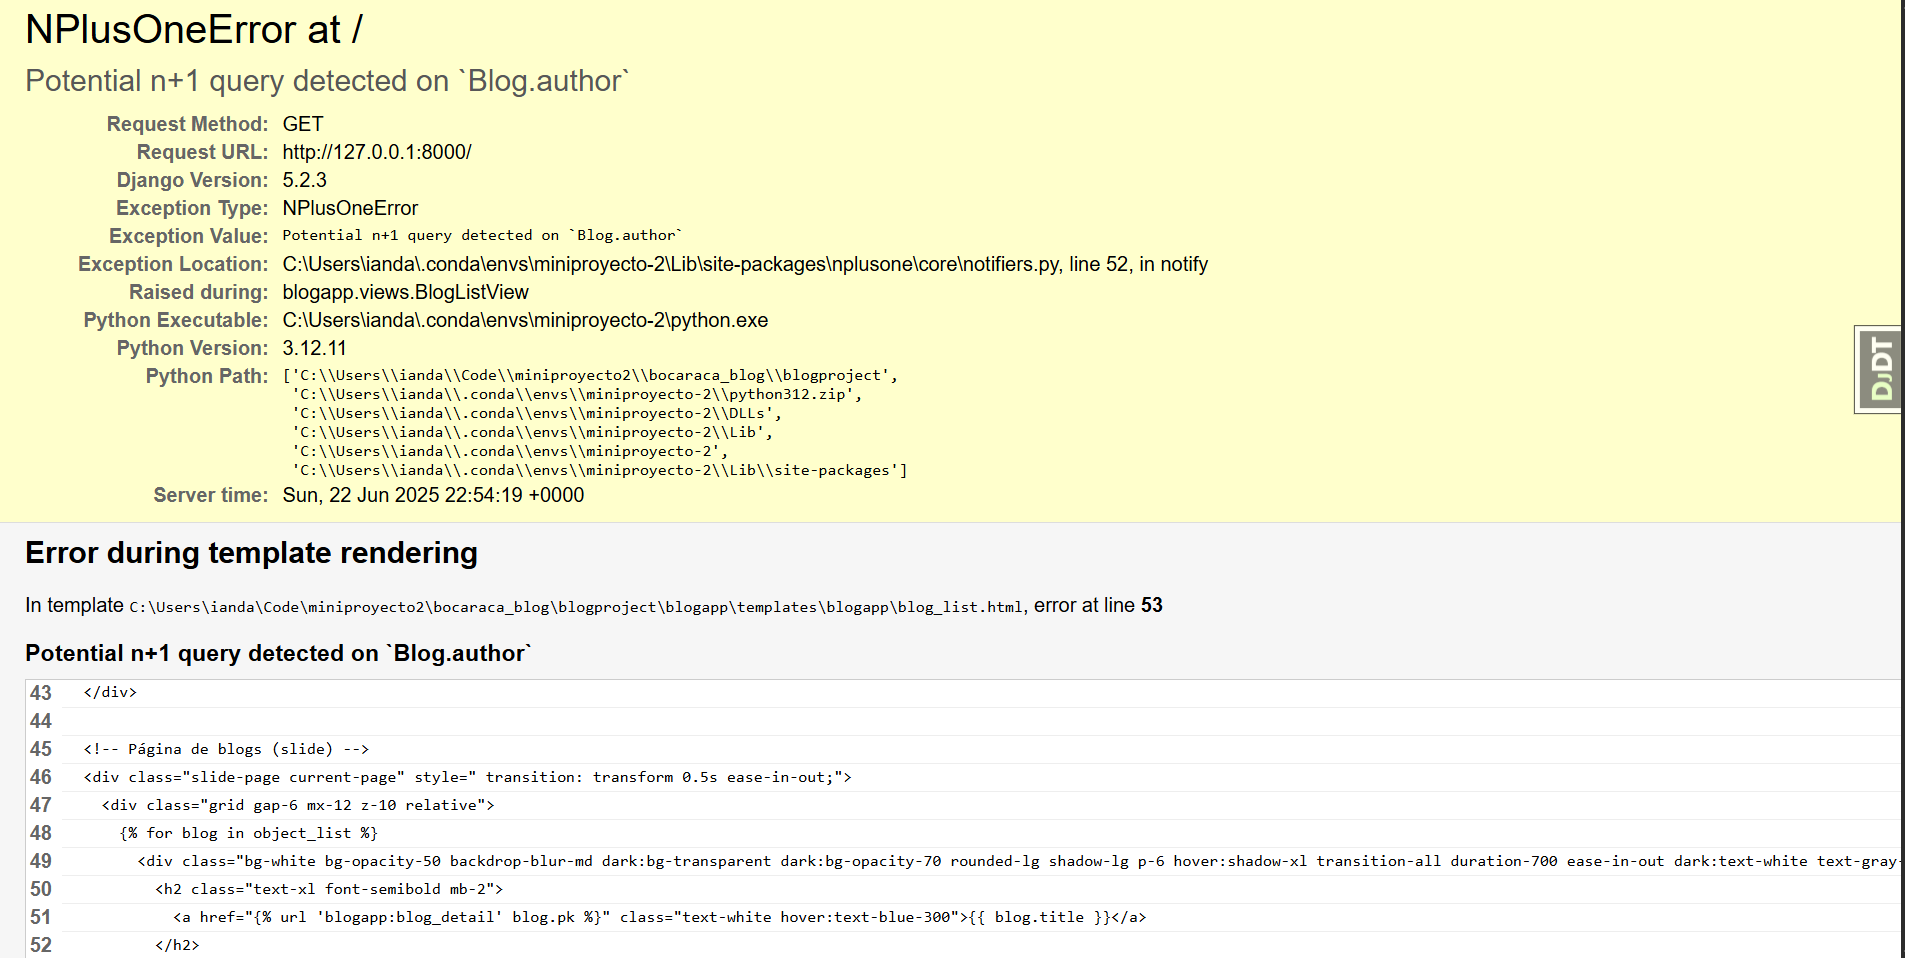 NPlusOneError at /
Potential n+1 query detected on `Blog.author`
Request Method: GET
Request URL: http://127.0.0.1:8000/
Django Version: 5.2.3
Exception Type: NPlusOneError
Exception Value: Potential n+1 query detected on `Blog.author`
Exception Location: C:\Users\ianda\.conda\envs\miniproyecto-2\Lib\site-packages\nplusone\core\notifiers.py, line 52, in notify
Raised during: blogapp.views.BlogListView
Python Executable: C:\Users\ianda\.conda\envs\miniproyecto-2\python.exe
Python Version: 3.12.11
Python Path: ['C:\\Users\\ianda\\Code\\miniproyecto2\\bocaraca_blog\\blogproject',
'C:\\Users\\ianda\\.conda\\envs\\miniproyecto-2\\python312.zip',
'C:\\Users\\ianda\\.conda\\envs\\miniproyecto-2\\DLLs',
'C:\\Users\\ianda\\.conda\\envs\\miniproyecto-2\\Lib',
'C:\\Users\\ianda\\.conda\\envs\\miniproyecto-2',
'C:\\Users\\ianda\\.conda\\envs\\miniproyecto-2\\Lib\\site-packages']
Server time: Sun, 22 Jun 2025 22:54:19 +0000
DJDT
Error during template rendering
In template C:\Users\ianda\Code\miniproyecto2\bocaraca_blog\blogproject\blogapp\templates\blogapp\blog_list.html, error at line 53
Potential n+1 query detected on `Blog.author`
43 </div>
44
45 <!-- Página de blogs (slide) -->
46 <div class="slide-page current-page" style=" transition: transform 0.5s ease-in-out;">
47 <div class="grid gap-6 mx-12 z-10 relative">
48 {% for blog in object_list %}
49 <div class="bg-white bg-opacity-50 backdrop-blur-md dark:bg-transparent dark:bg-opacity-70 rounded-lg shadow-lg p-6 hover:shadow-xl transition-all duration-700 ease-in-out dark:text-white text-gray-
50 <h2 class="text-xl font-semibold mb-2">
51 <a href="{% url 'blogapp:blog_detail' blog.pk %}" class="text-white hover:text-blue-300">{{ blog.title }}</a>
52 </h2>